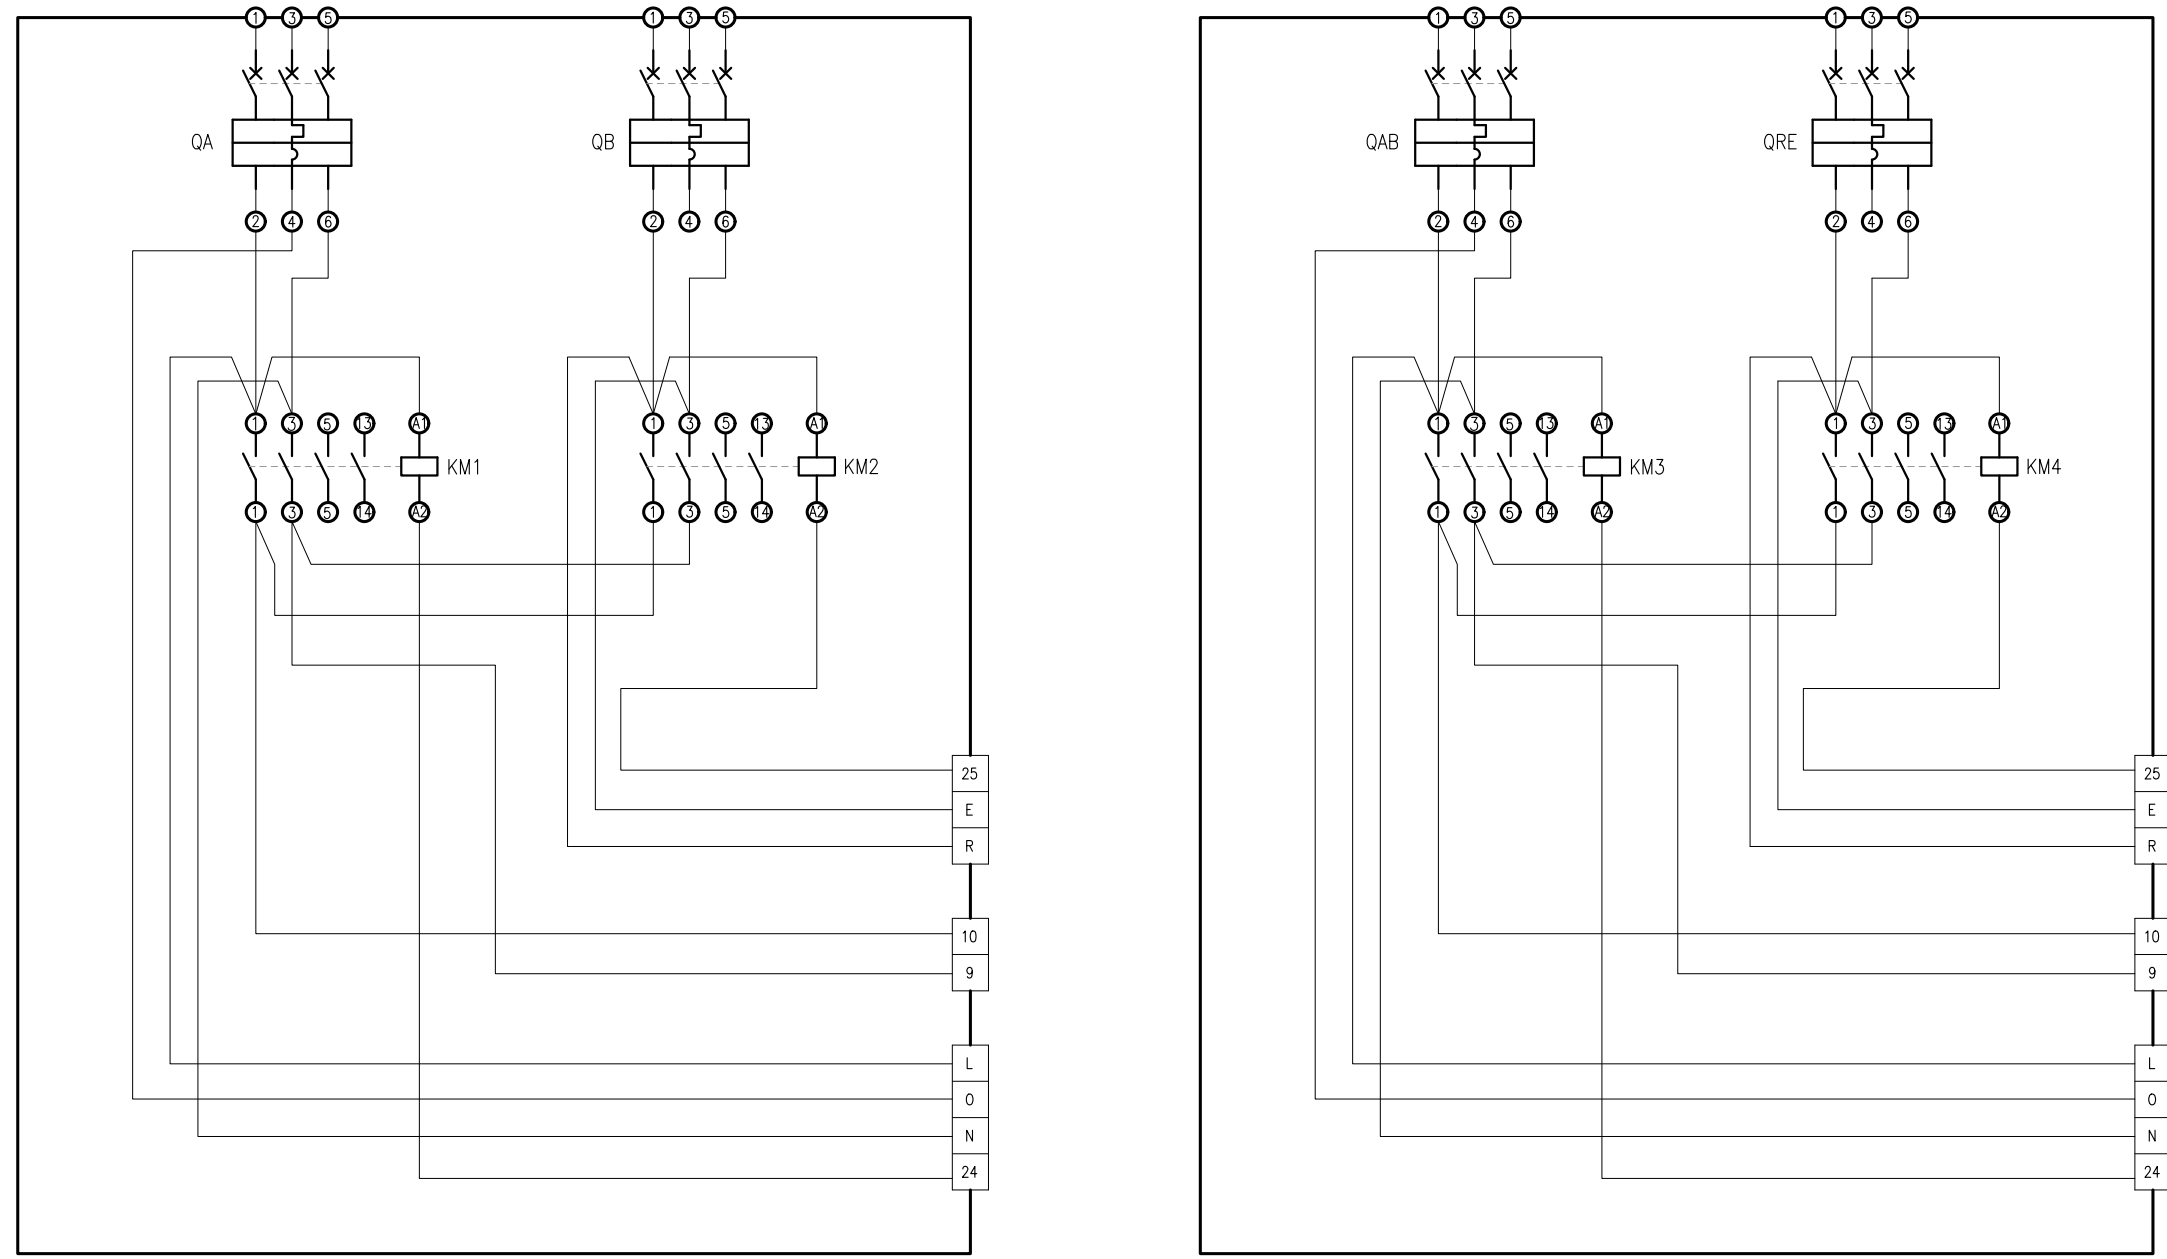 1 3 5 1 3 5 1 3 5 1 3 5
QA QB QAB QRE
2 4 6 2 4 6 2 4 6 2 4 6
1 3 5 13 A1 1 3 5 13 A1 1 3 5 13 A1 1 3 5 13 A1
KM1 KM2 KM3 KM4
1 3 5 14 A2 1 3 5 14 A2 1 3 5 14 A2 1 3 5 14 A2
25 25
E E
R R
10 10
9 9
L L
O O
N N
24 24